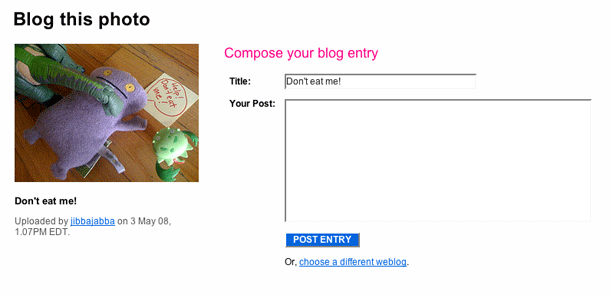 Blog this photo
Help!
Don't eat
me!
Don't eat me!
Uploaded by jibbajabba on 3 May 08,
1.07PM EDT.
Compose your blog entry
Title: Don't eat me!
Your Post:
POST ENTRY
Or, choose a different weblog.